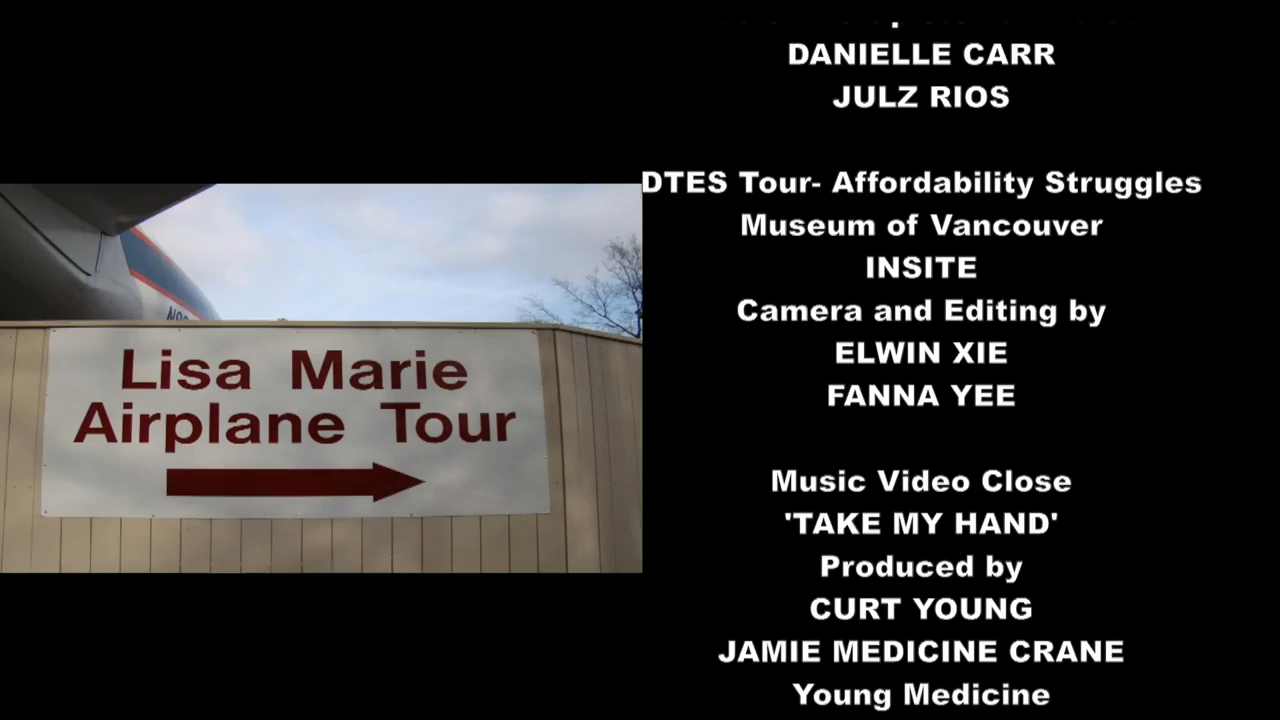 Lisa Marie
Airplane Tour
DANIELLE CARR
JULZ RIOS
DTES Tour- Affordability Struggles
Museum of Vancouver
INSITE
Camera and Editing by
ELWIN XIE
FANNA YEE
Music Video Close
'TAKE MY HAND'
Produced by
CURT YOUNG
JAMIE MEDICINE CRANE
Young Medicine